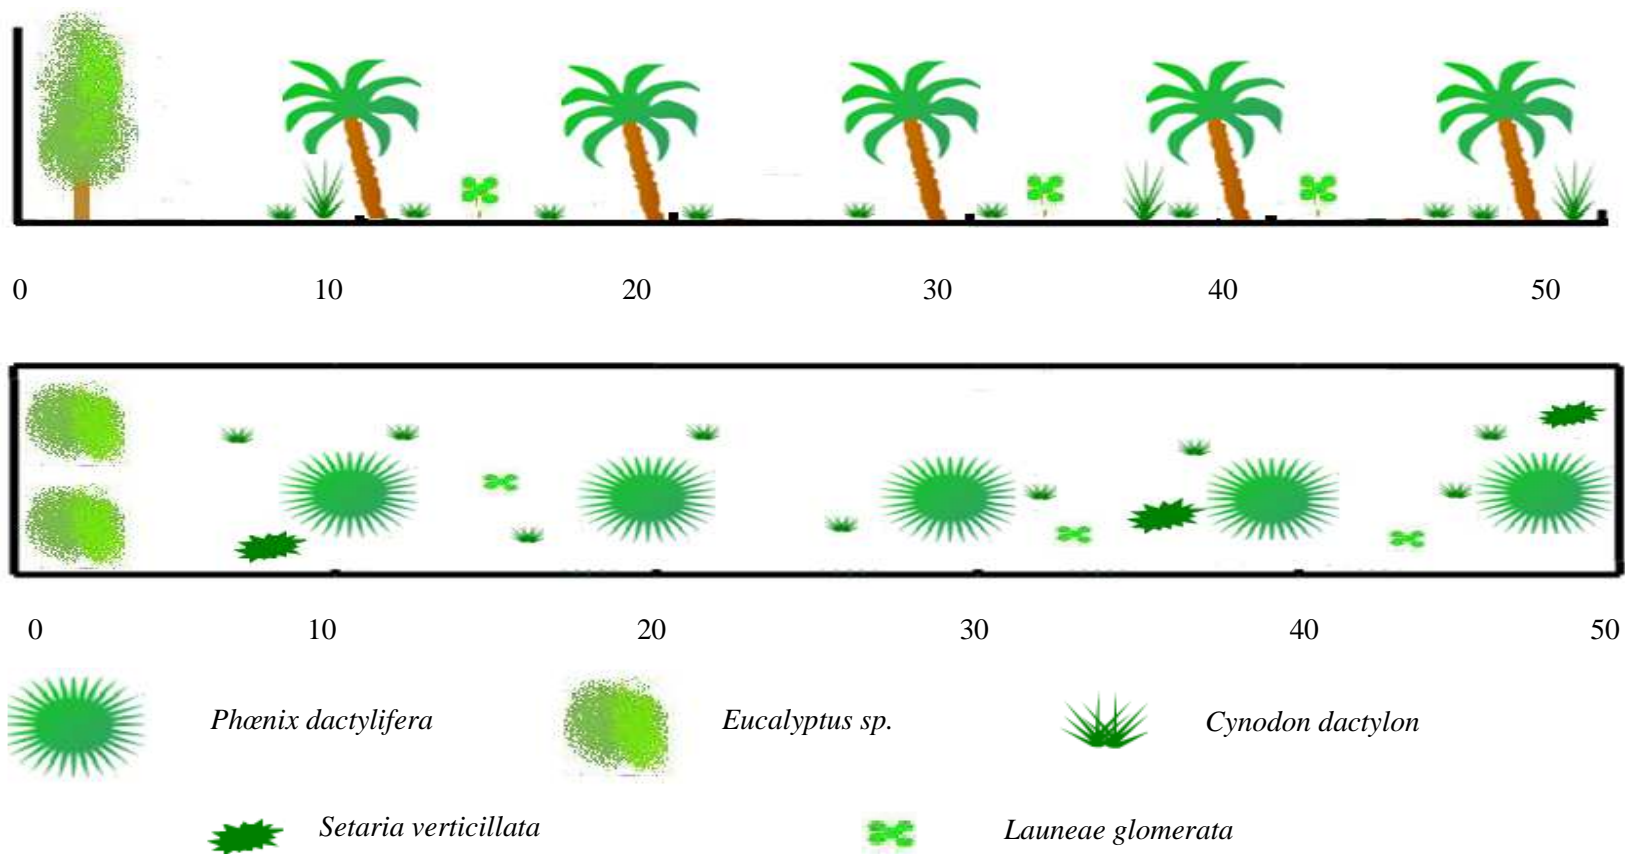 0 10 20 30 40 50
0 10 20 30 40 50
Phœnix dactylifera Eucalyptus sp. Cynodon dactylon
Setaria verticillata Launeae glomerata